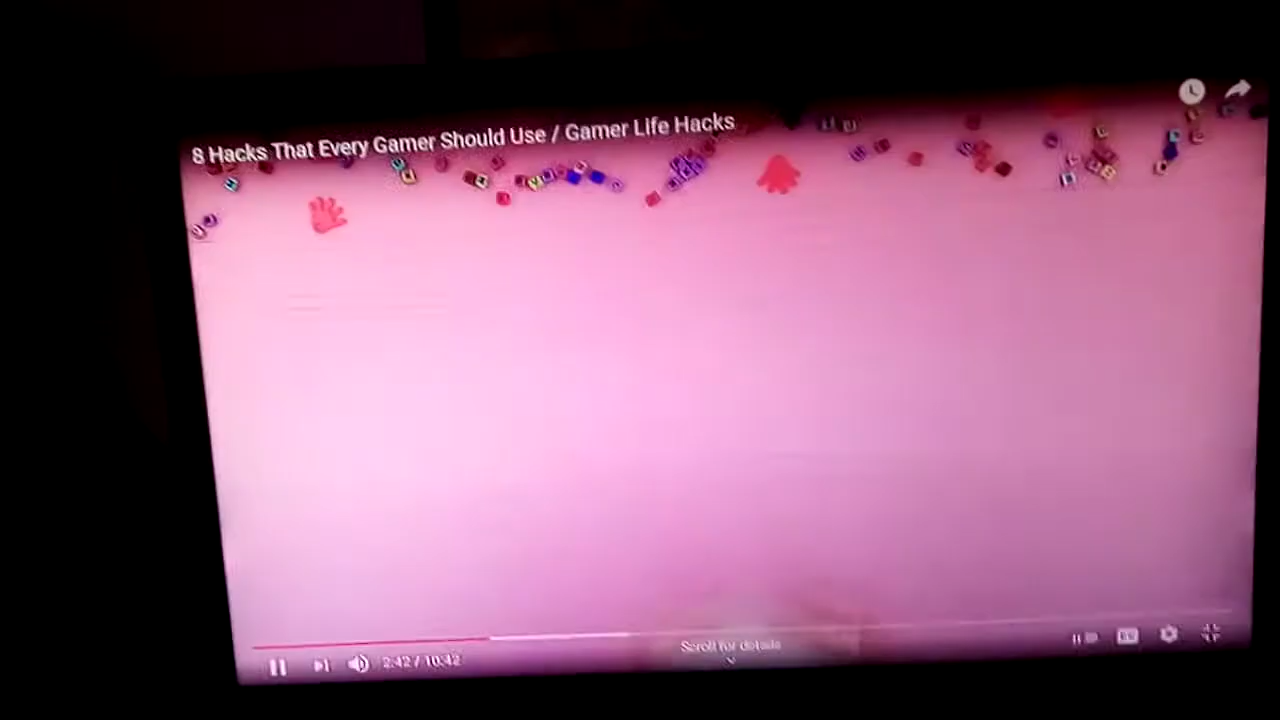 8 Hacks That Every Gamer Should Use / Gamer Life Hacks
Scroll for details
2:42 / 10:42